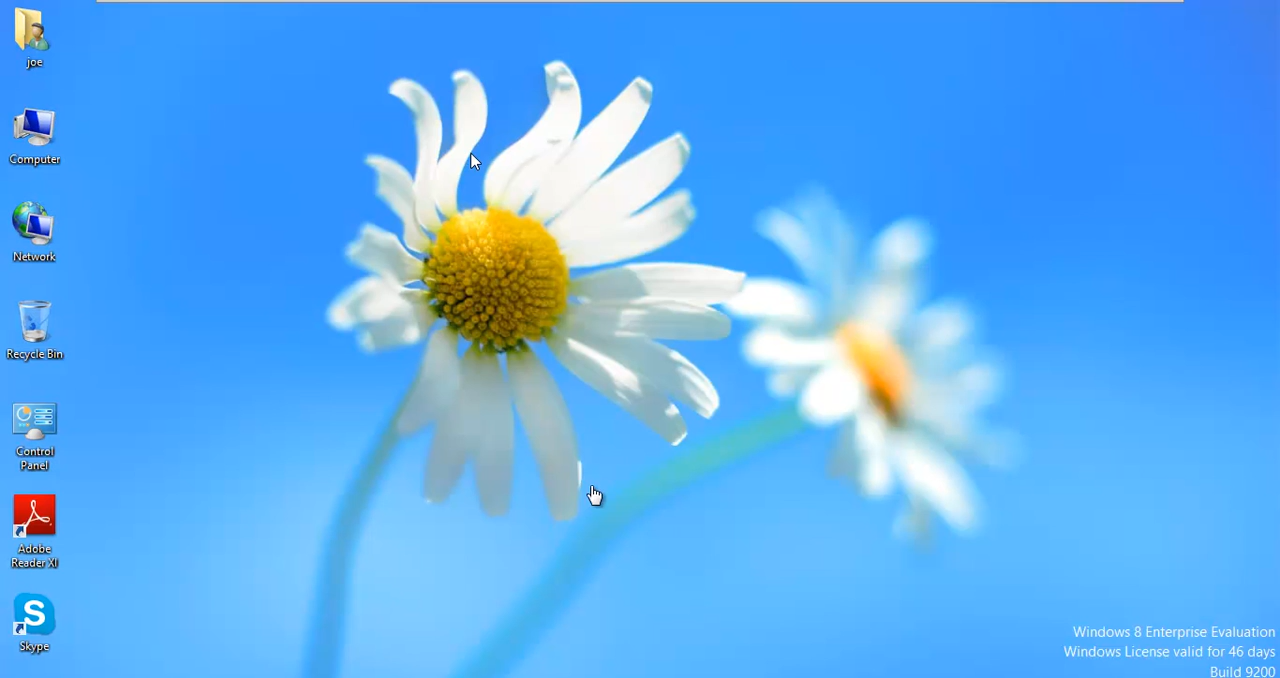 joe
Computer
Network
Recycle Bin
Control
Panel
Adobe
Reader XI
S
Skype
Windows 8 Enterprise Evaluation
Windows License valid for 46 days
Build 9200